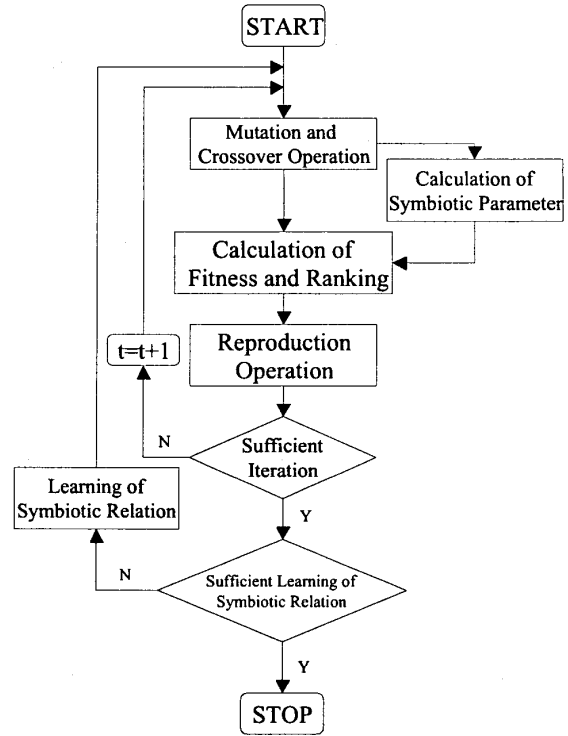 START
Mutation and
Crossover Operation
Calculation of
Symbiotic Parameter
Calculation of
Fitness and Ranking
t=t+1
Reproduction
Operation
N
Sufficient
Iteration
Learning of
Symbiotic Relation
Y
N
Sufficient Learning of
Symbiotic Relation
Y
STOP